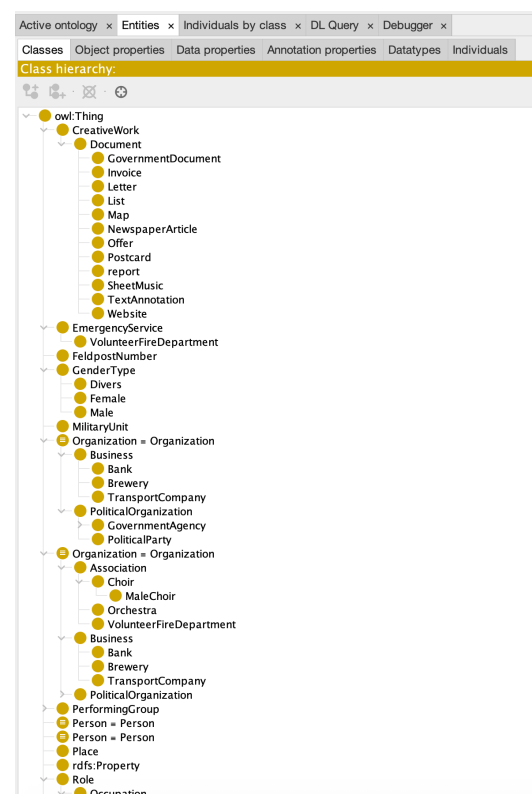 Active ontology × Entities × Individuals by class × DL Query × Debugger ×
Classes Object properties Data properties Annotation properties Datatypes Individuals
Class hierarchy:
owl:Thing
CreativeWork
Document
GovernmentDocument
Invoice
Letter
List
Map
NewspaperArticle
Offer
Postcard
report
SheetMusic
TextAnnotation
Website
EmergencyService
VolunteerFireDepartment
FeldpostNumber
GenderType
Divers
Female
Male
MilitaryUnit
Organization = Organization
Business
Bank
Brewery
TransportCompany
PoliticalOrganization
GovernmentAgency
PoliticalParty
Organization = Organization
Association
Choir
MaleChoir
Orchestra
VolunteerFireDepartment
Business
Bank
Brewery
TransportCompany
PoliticalOrganization
PerformingGroup
Person = Person
Person = Person
Place
rdfs:Property
Role
Occupation